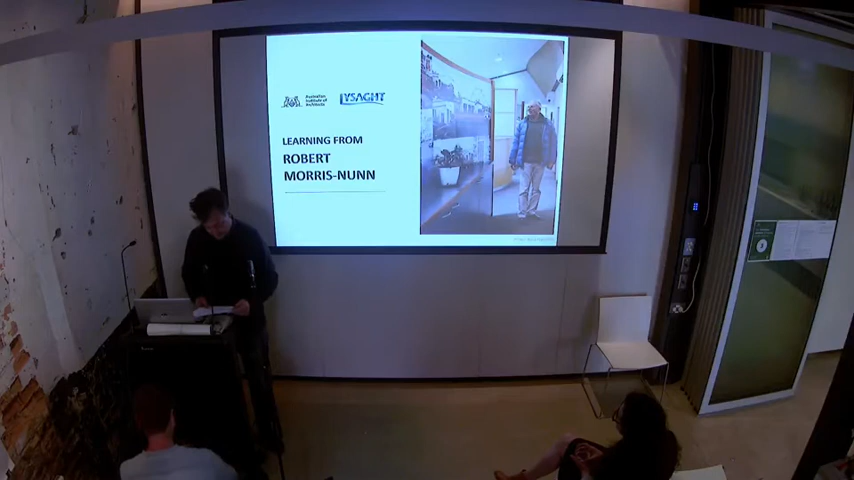 Australian
Institute of
Architects
LYSAGHT
LEARNING FROM
ROBERT
MORRIS-NUNN